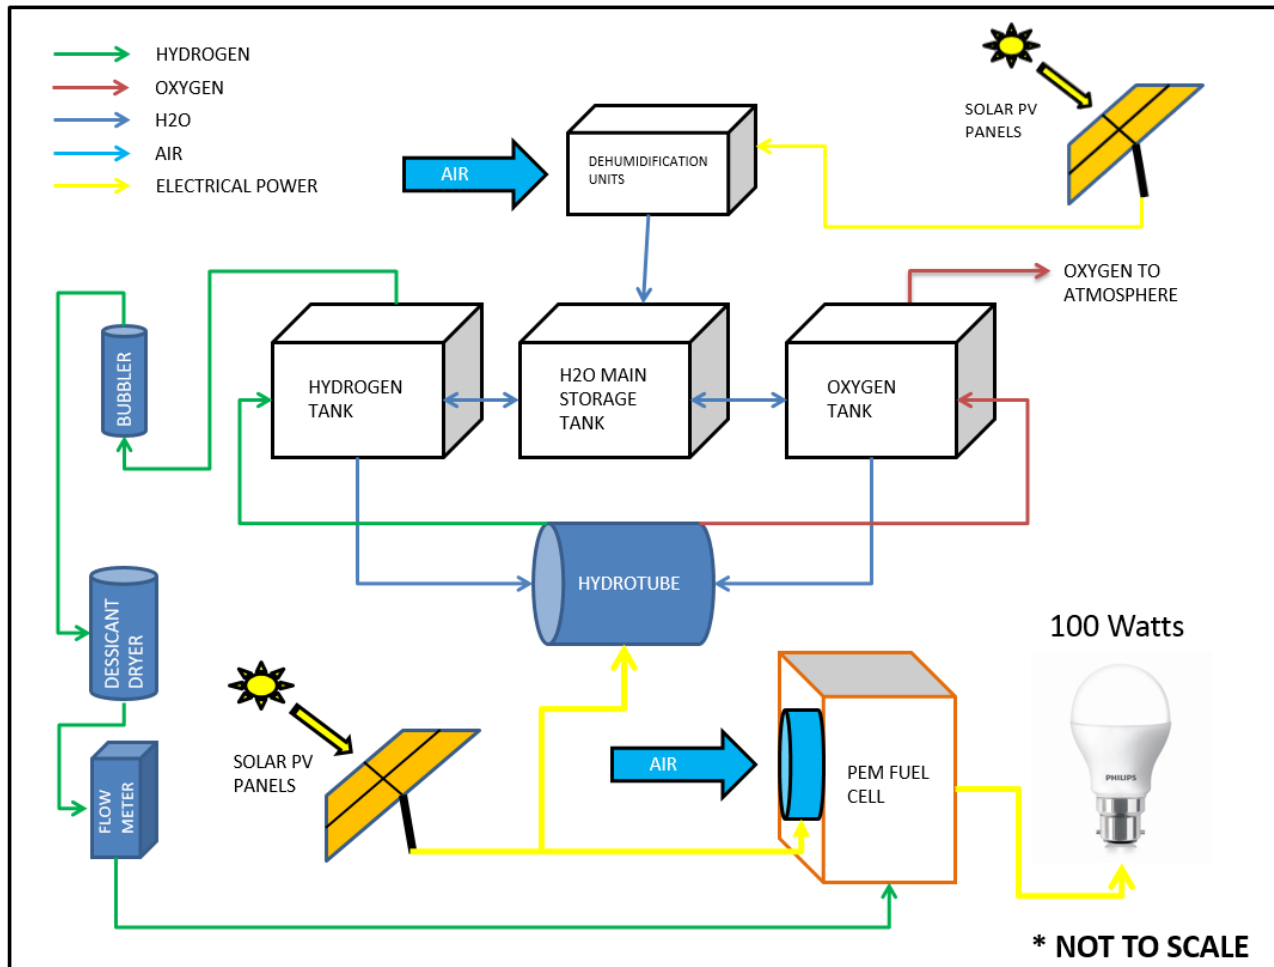 HYDROGEN
OXYGEN
H2O
AIR
ELECTRICAL POWER
SOLAR PV
PANELS
DEHUMIDIFICATION
UNITS
AIR
OXYGEN TO
ATMOSPHERE
BUBBLER
HYDROGEN
TANK
H2O MAIN
STORAGE
TANK
OXYGEN
TANK
HYDROTUBE
DESSICANT
DRYER
100 Watts
SOLAR PV
PANELS
AIR
PEM FUEL
CELL
PHILIPS
FLOW
METER
* NOT TO SCALE